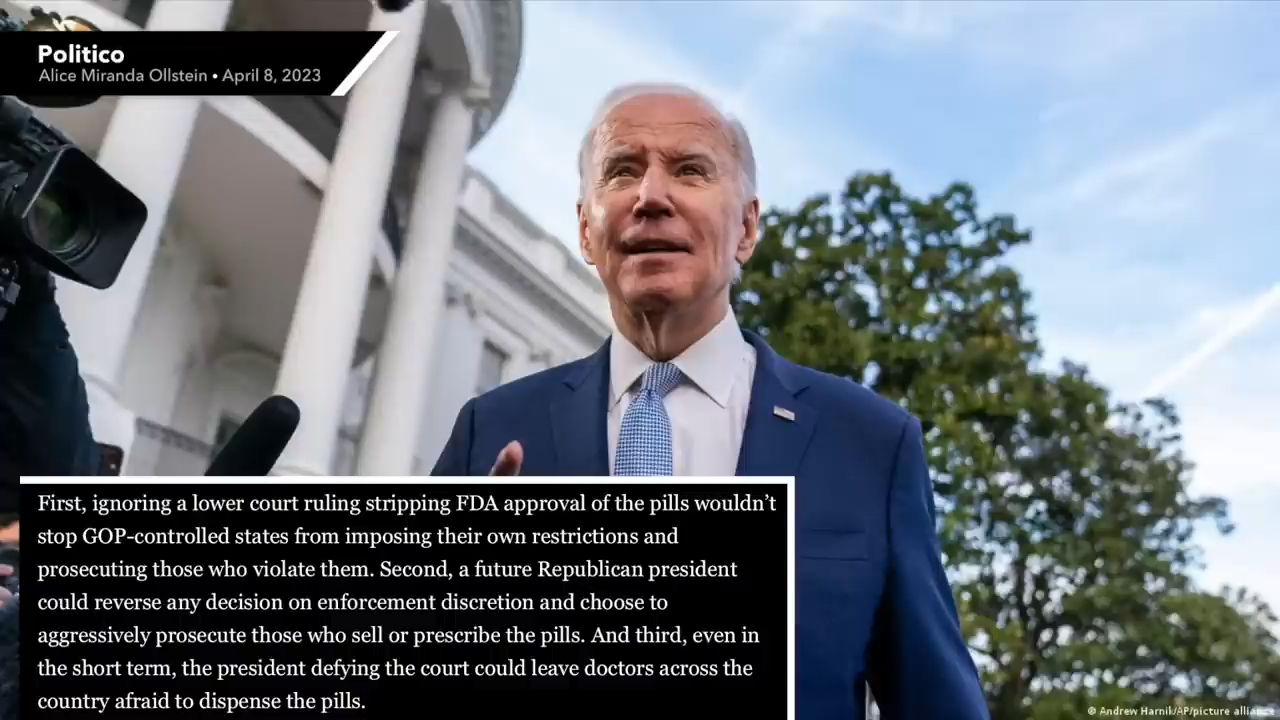 Politico
Alice Miranda Ollstein • April 8, 2023
First, ignoring a lower court ruling stripping FDA approval of the pills wouldn’t
stop GOP-controlled states from imposing their own restrictions and
prosecuting those who violate them. Second, a future Republican president
could reverse any decision on enforcement discretion and choose to
aggressively prosecute those who sell or prescribe the pills. And third, even in
the short term, the president defying the court could leave doctors across the
country afraid to dispense the pills.
© Andrew Harnik/AP/picture alliance